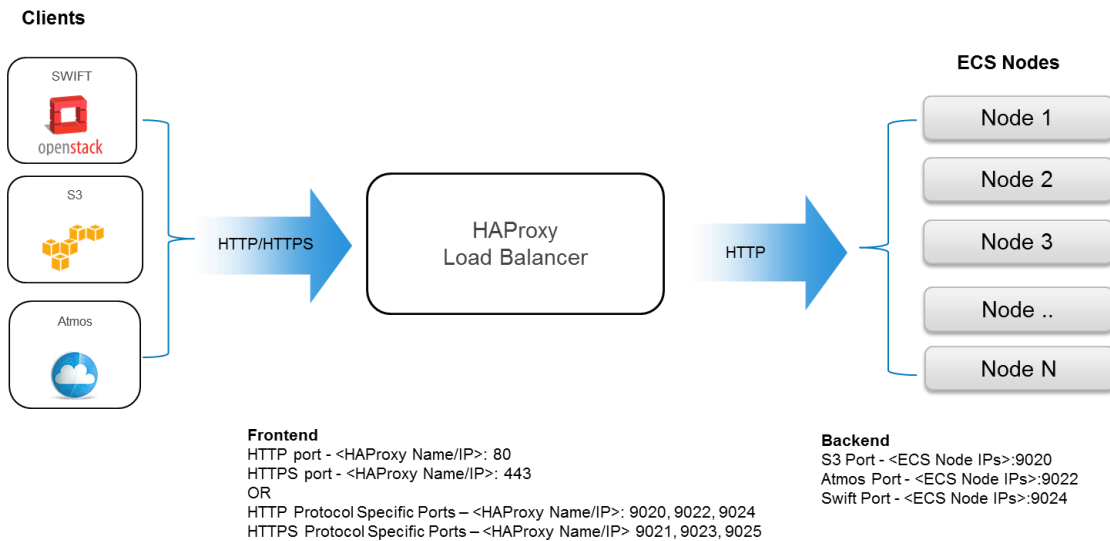 Clients
SWIFT
openstack
S3
Atmos
HTTP/HTTPS
HAProxy
Load Balancer
HTTP
ECS Nodes
Node 1
Node 2
Node 3
Node ..
Node N
Frontend
HTTP port - <HAProxy Name/IP>: 80
HTTPS port - <HAProxy Name/IP>: 443
OR
HTTP Protocol Specific Ports – <HAProxy Name/IP>: 9020, 9022, 9024
HTTPS Protocol Specific Ports – <HAProxy Name/IP> 9021, 9023, 9025
Backend
S3 Port - <ECS Node IPs>:9020
Atmos Port - <ECS Node IPs>:9022
Swift Port - <ECS Node IPs>:9024